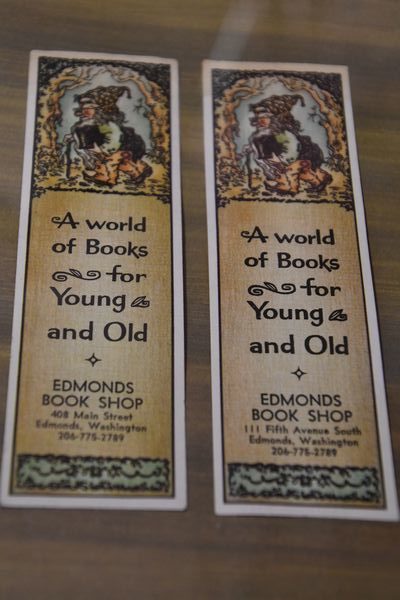 A world
of Books
for
Young
and Old
EDMONDS
BOOK SHOP
408 Main Street
Edmonds, Washington
206-775-2789
A world
of Books
for
Young
and Old
EDMONDS
BOOK SHOP
111 Fifth Avenue South
Edmonds, Washington
206-775-2789